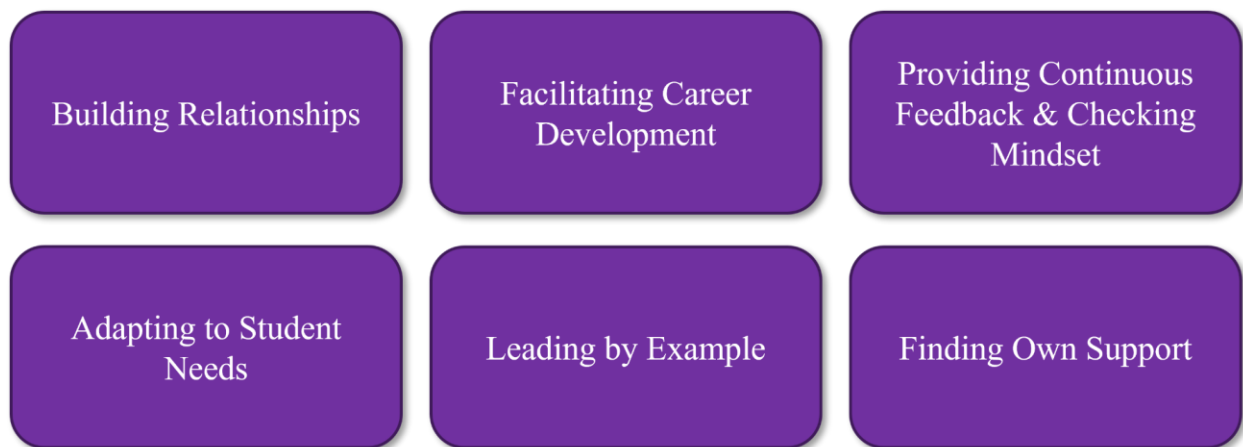 Building Relationships
Facilitating Career
Development
Providing Continuous
Feedback & Checking
Mindset
Adapting to Student
Needs
Leading by Example
Finding Own Support